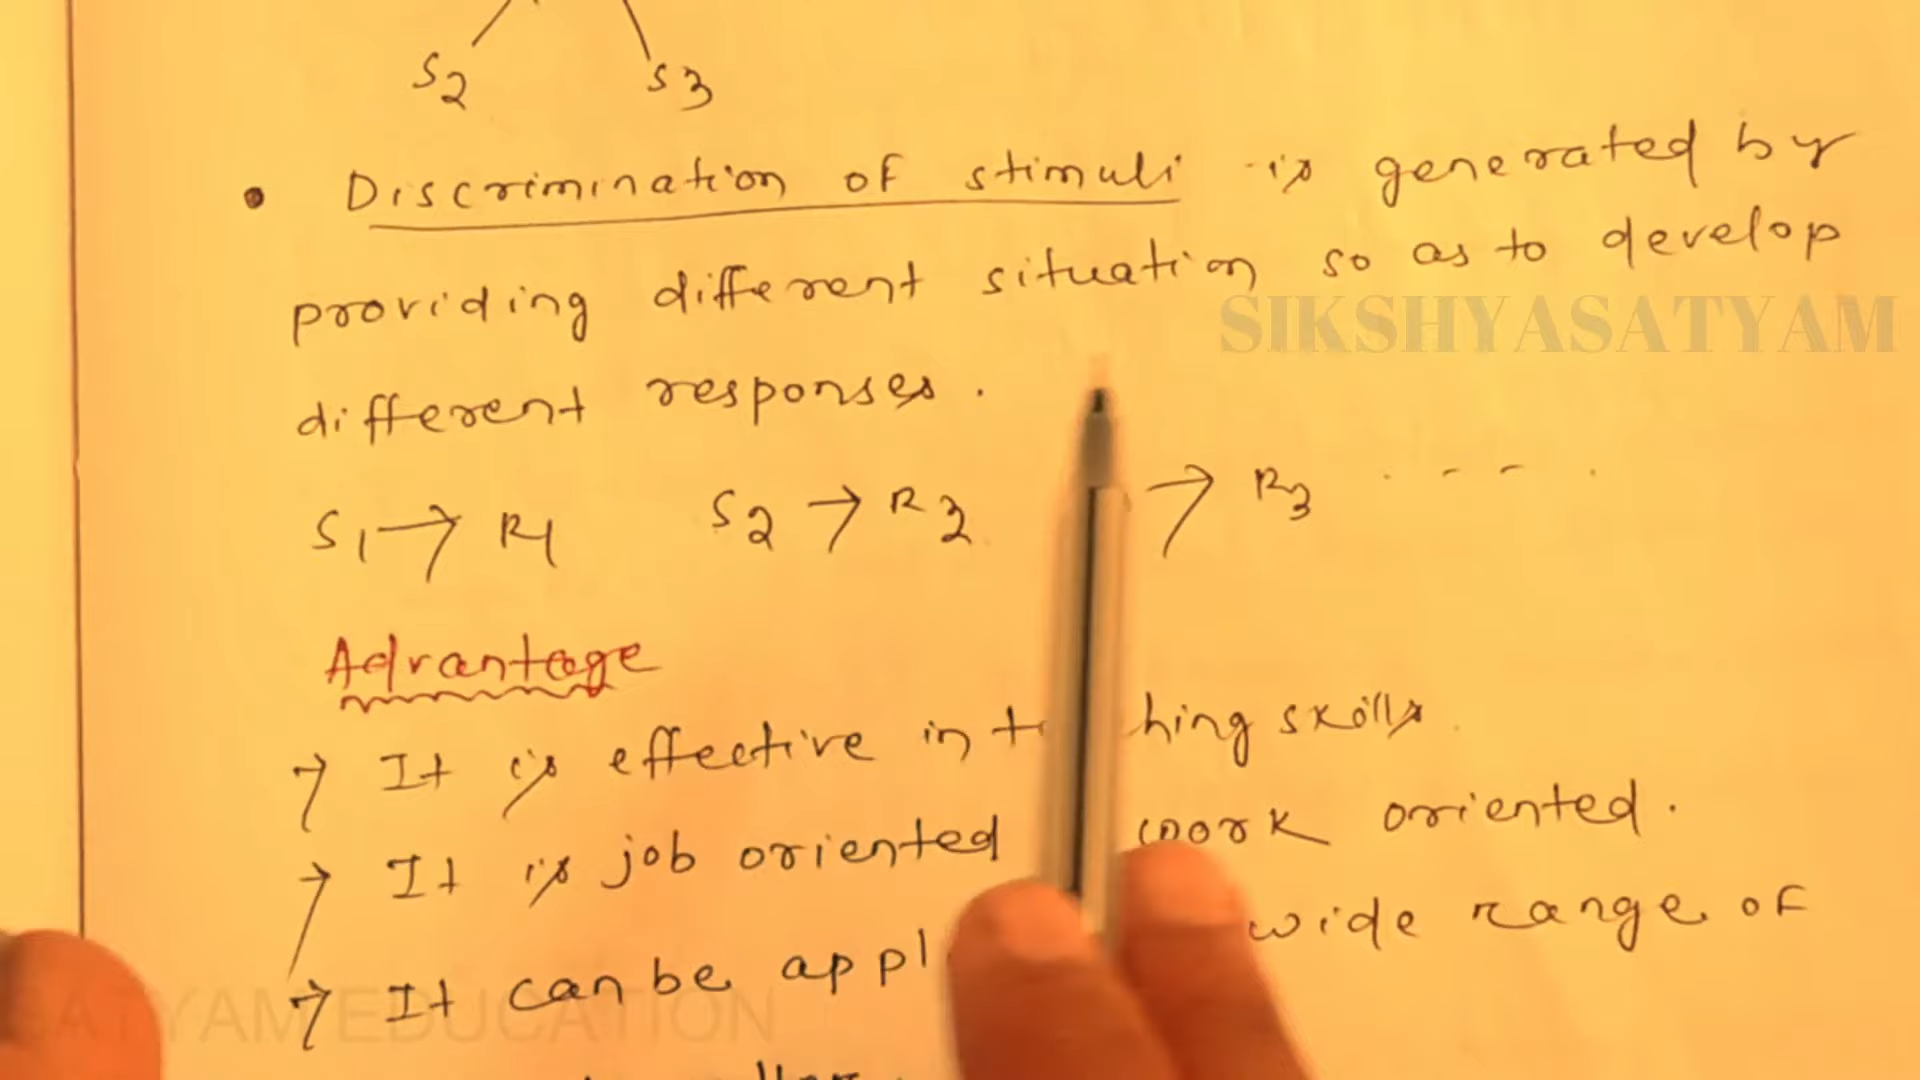 S2 S3
• Discrimination of stimuli is generated by
providing different situation so as to develop
SIKSHYASATYAM
different responses.
S1 → R1 S2 → R2 → R3 - - - .
Advantage
→ It is effective in hing skills.
→ It is job oriented work oriented.
→ It can be wide range of
SATYAM EDUCATION